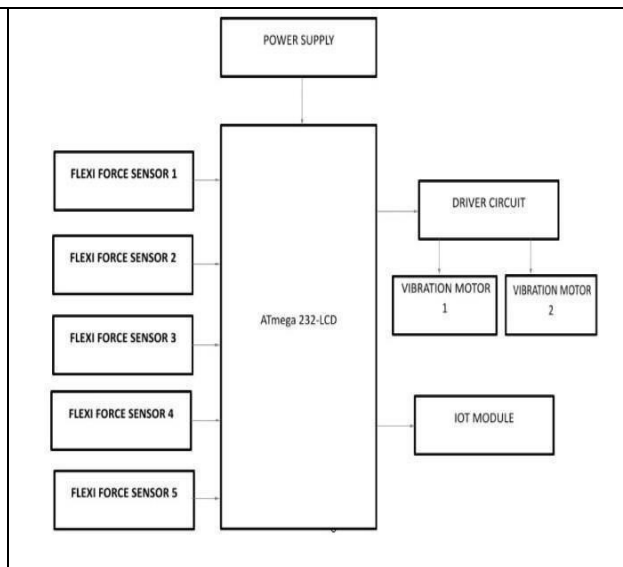 POWER SUPPLY
FLEXI FORCE SENSOR 1
FLEXI FORCE SENSOR 2
FLEXI FORCE SENSOR 3
FLEXI FORCE SENSOR 4
FLEXI FORCE SENSOR 5
ATmega 232-LCD
DRIVER CIRCUIT
VIBRATION MOTOR
1
VIBRATION MOTOR
2
IOT MODULE